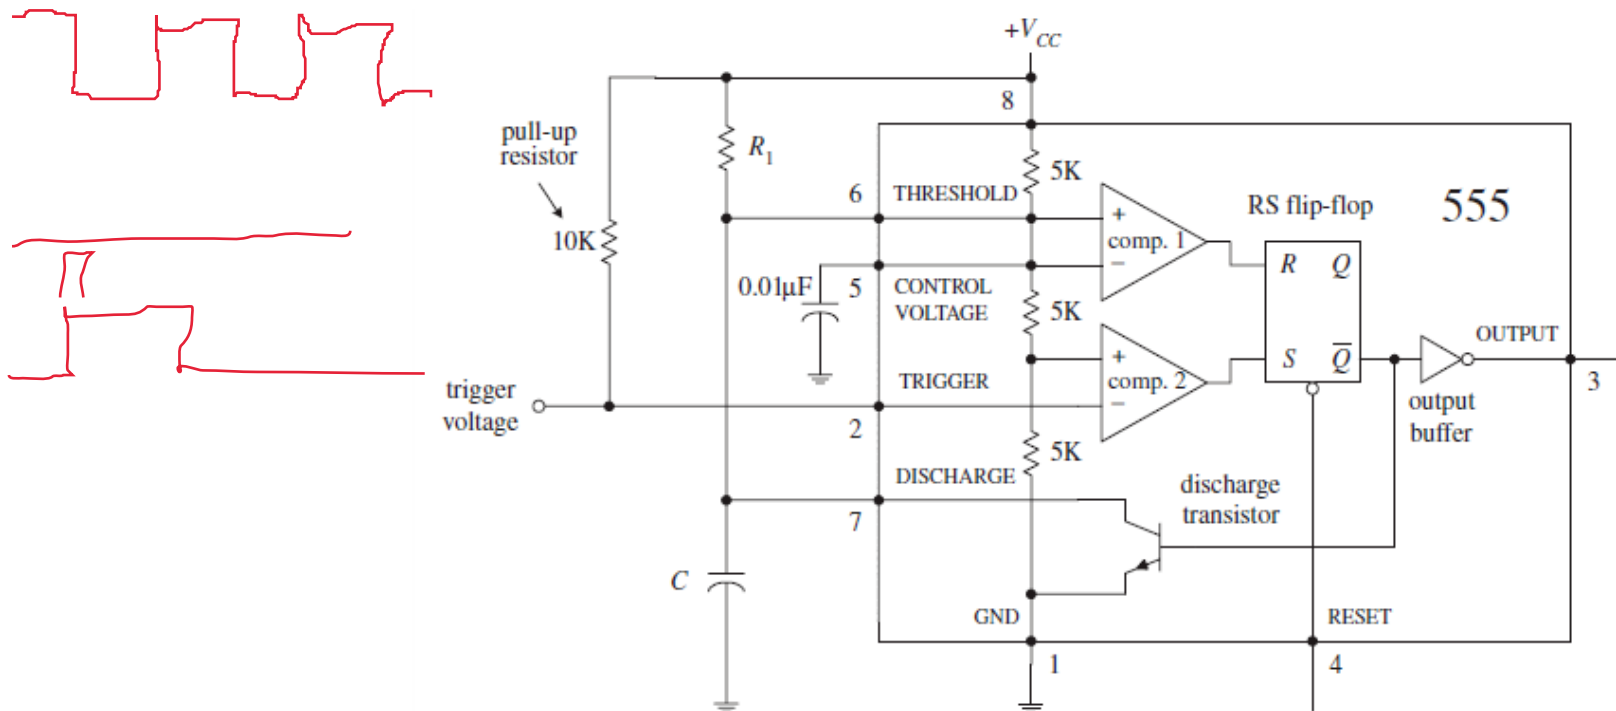 +V_CC
8
pull-up
resistor
R₁
5K
6
THRESHOLD
RS flip-flop
555
10K
+
comp. 1
−
R
Q
0.01μF
5
CONTROL
VOLTAGE
5K
OUTPUT
+
comp. 2
−
S
Q̅
3
trigger
voltage
TRIGGER
2
output
buffer
5K
DISCHARGE
7
discharge
transistor
C
GND
RESET
1
4